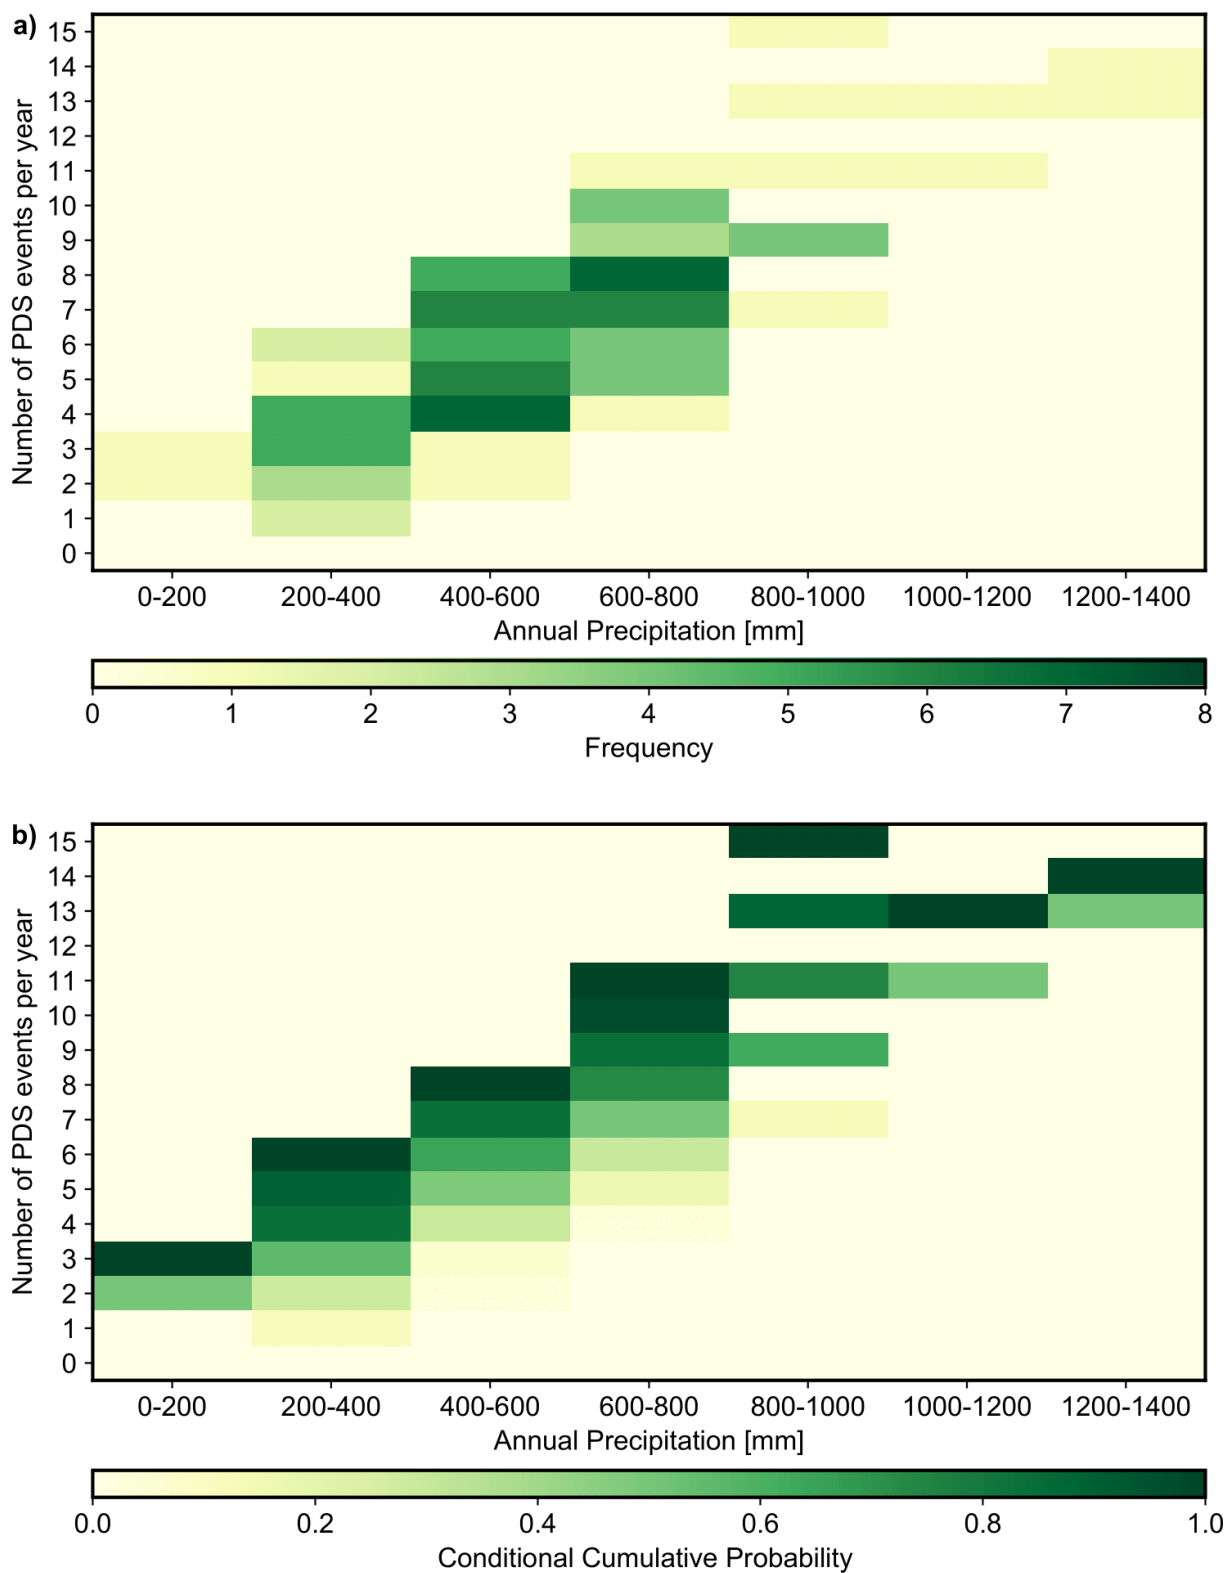 a)
15
14
13
12
11
10
9
8
7
6
5
4
3
2
1
0
Number of PDS events per year
0-200 200-400 400-600 600-800 800-1000 1000-1200 1200-1400
Annual Precipitation [mm]
0 1 2 3 4 5 6 7 8
Frequency
b)
15
14
13
12
11
10
9
8
7
6
5
4
3
2
1
0
Number of PDS events per year
0-200 200-400 400-600 600-800 800-1000 1000-1200 1200-1400
Annual Precipitation [mm]
0.0 0.2 0.4 0.6 0.8 1.0
Conditional Cumulative Probability